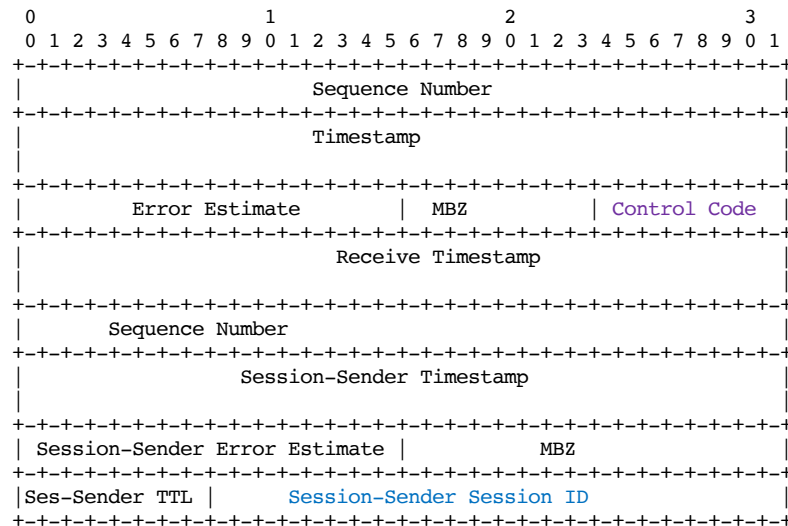 0                   1                   2                   3
0 1 2 3 4 5 6 7 8 9 0 1 2 3 4 5 6 7 8 9 0 1 2 3 4 5 6 7 8 9 0 1
+-+-+-+-+-+-+-+-+-+-+-+-+-+-+-+-+-+-+-+-+-+-+-+-+-+-+-+-+-+-+-+-+
|                        Sequence Number                        |
+-+-+-+-+-+-+-+-+-+-+-+-+-+-+-+-+-+-+-+-+-+-+-+-+-+-+-+-+-+-+-+-+
|                        Timestamp                              |
|                                                               |
+-+-+-+-+-+-+-+-+-+-+-+-+-+-+-+-+-+-+-+-+-+-+-+-+-+-+-+-+-+-+-+-+
|         Error Estimate        |  MBZ          | Control Code  |
+-+-+-+-+-+-+-+-+-+-+-+-+-+-+-+-+-+-+-+-+-+-+-+-+-+-+-+-+-+-+-+-+
|                          Receive Timestamp                    |
|                                                               |
+-+-+-+-+-+-+-+-+-+-+-+-+-+-+-+-+-+-+-+-+-+-+-+-+-+-+-+-+-+-+-+-+
|       Sequence Number                                         |
+-+-+-+-+-+-+-+-+-+-+-+-+-+-+-+-+-+-+-+-+-+-+-+-+-+-+-+-+-+-+-+-+
|                  Session-Sender Timestamp                     |
|                                                               |
+-+-+-+-+-+-+-+-+-+-+-+-+-+-+-+-+-+-+-+-+-+-+-+-+-+-+-+-+-+-+-+-+
| Session-Sender Error Estimate |           MBZ                 |
+-+-+-+-+-+-+-+-+-+-+-+-+-+-+-+-+-+-+-+-+-+-+-+-+-+-+-+-+-+-+-+-+
|Ses-Sender TTL |      Session-Sender Session ID                |
+-+-+-+-+-+-+-+-+-+-+-+-+-+-+-+-+-+-+-+-+-+-+-+-+-+-+-+-+-+-+-+-+